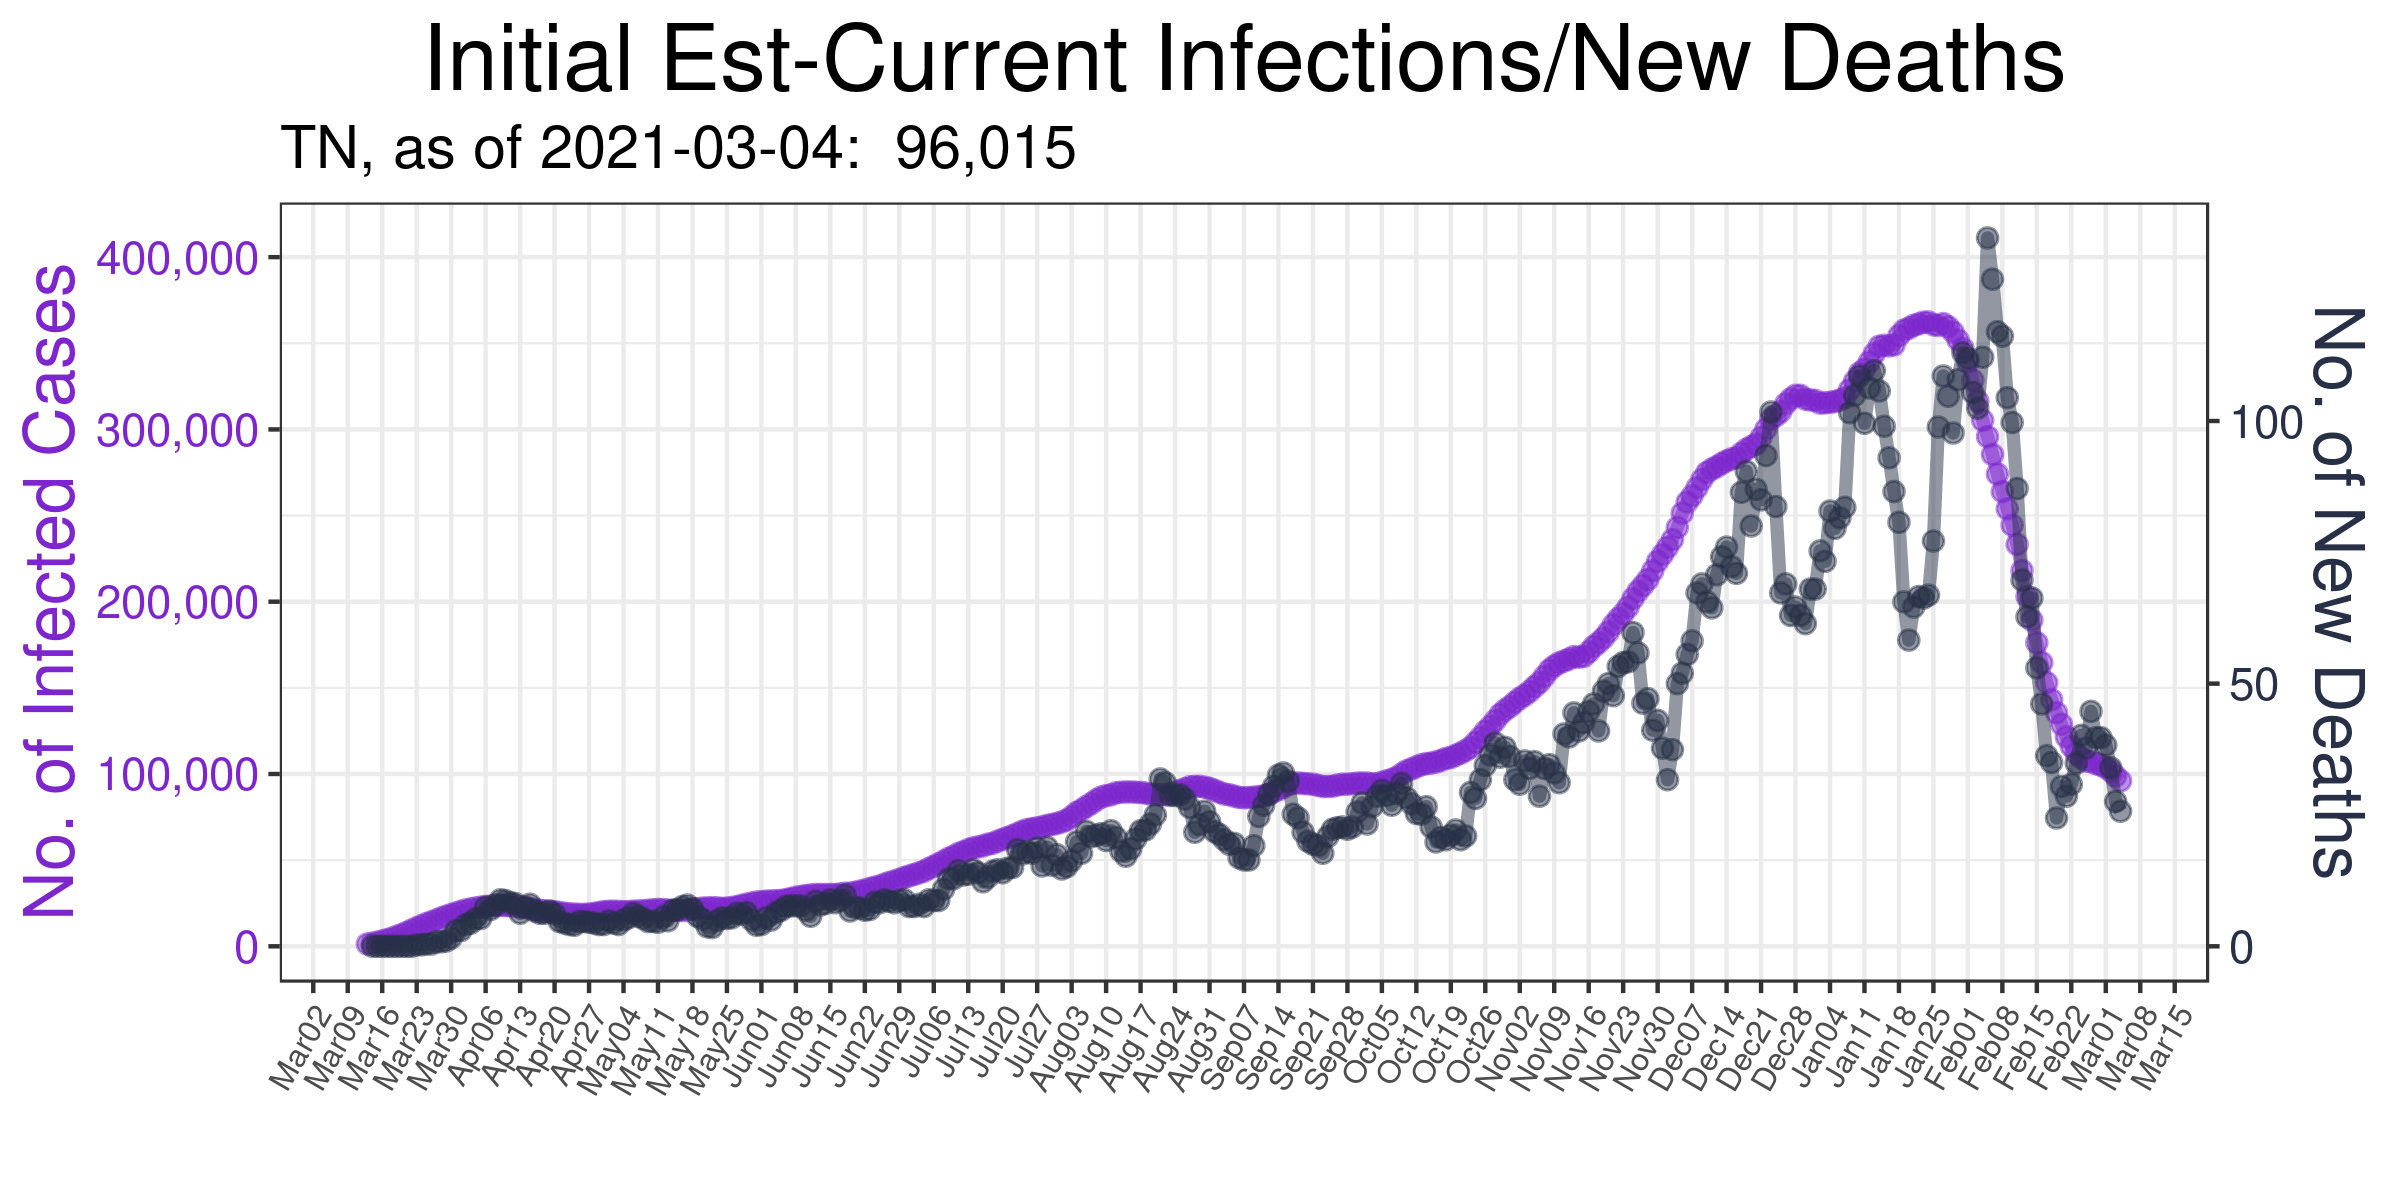 Initial Est-Current Infections/New Deaths
TN, as of 2021-03-04:  96,015
No. of Infected Cases
400,000
300,000
200,000
100,000
0
100
50
0
No. of New Deaths
Mar02
Mar09
Mar16
Mar23
Mar30
Apr06
Apr13
Apr20
Apr27
May04
May11
May18
May25
Jun01
Jun08
Jun15
Jun22
Jun29
Jul06
Jul13
Jul20
Jul27
Aug03
Aug10
Aug17
Aug24
Aug31
Sep07
Sep14
Sep21
Sep28
Oct05
Oct12
Oct19
Oct26
Nov02
Nov09
Nov16
Nov23
Nov30
Dec07
Dec14
Dec21
Dec28
Jan04
Jan11
Jan18
Jan25
Feb01
Feb08
Feb15
Feb22
Mar01
Mar08
Mar15